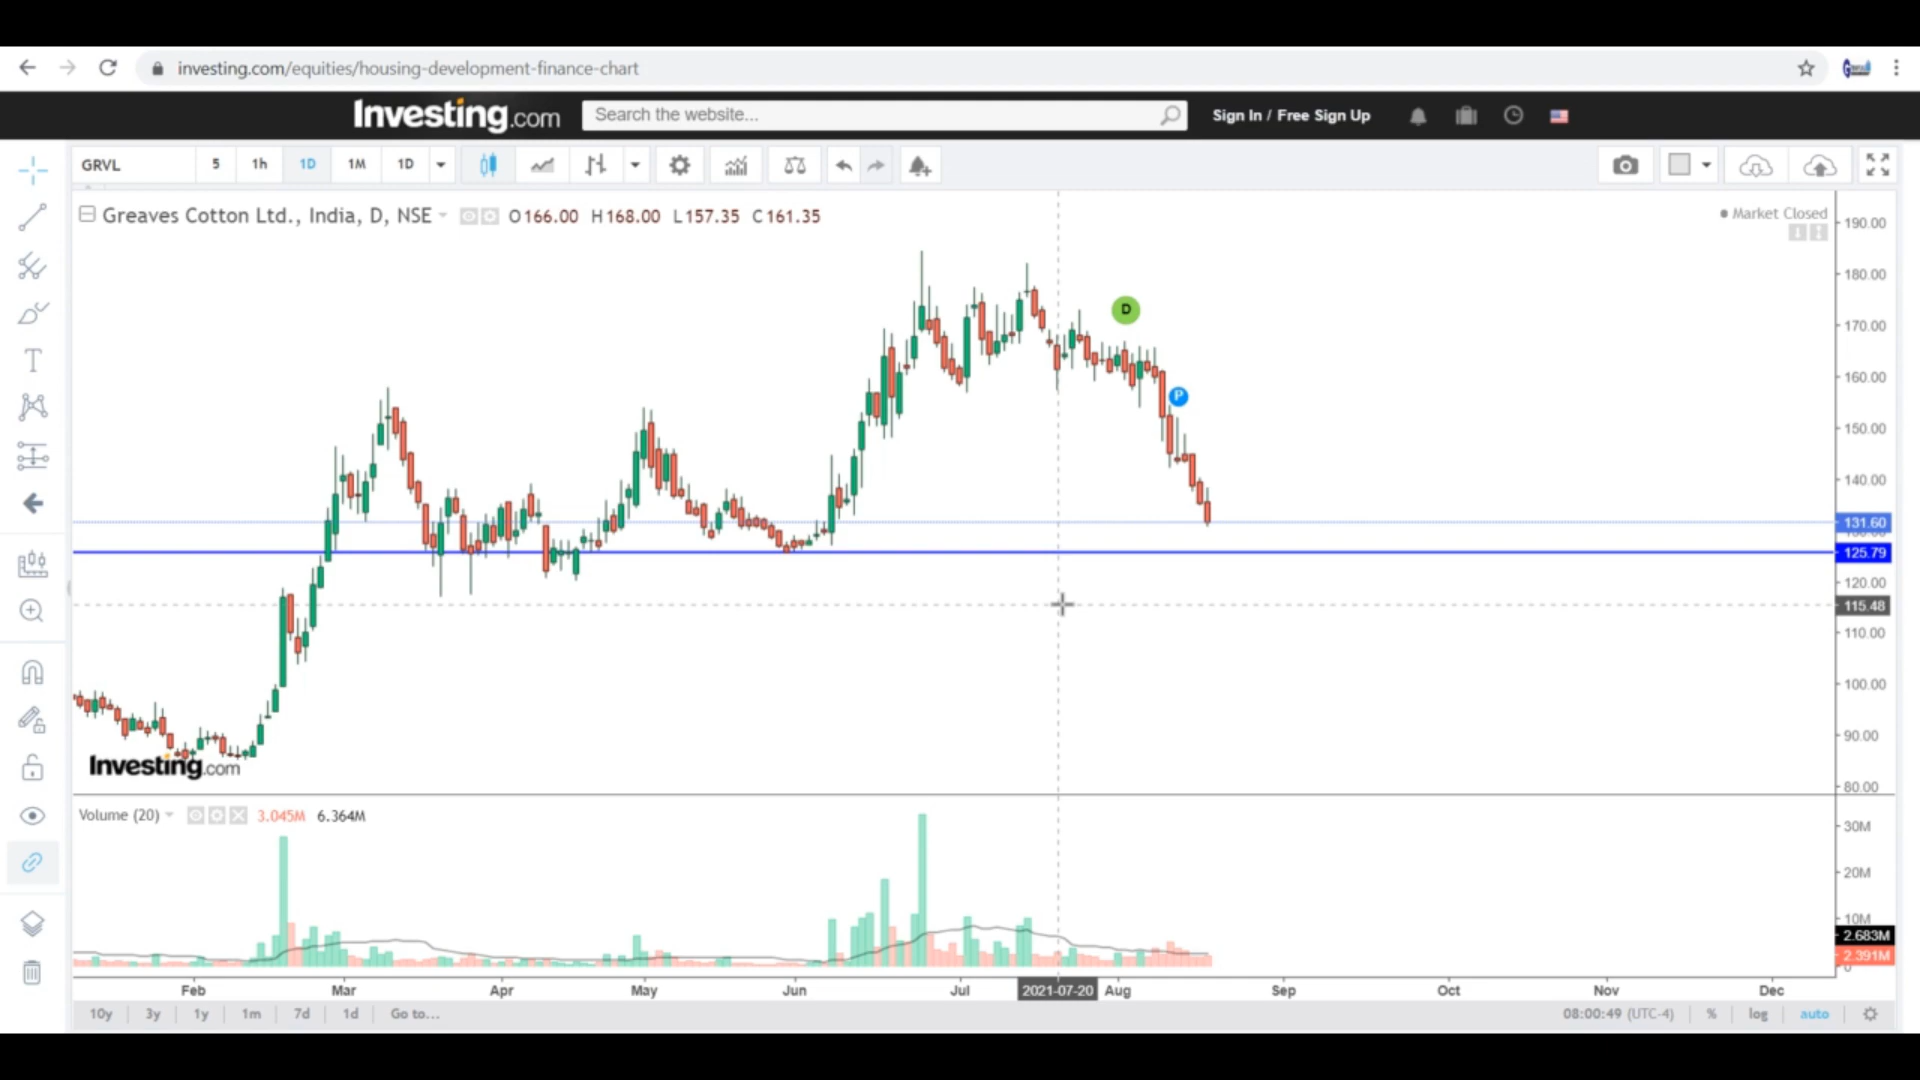 investing.com/equities/housing-development-finance-chart
Investing.com
Search the website...
Sign In / Free Sign Up
GRVL 5 1h 1D 1M 1D
Greaves Cotton Ltd., India, D, NSE O166.00 H168.00 L157.35 C161.35
Market Closed
190.00
180.00
D
170.00
160.00
P
150.00
140.00
131.60
125.79
120.00
115.48
110.00
100.00
90.00
Investing.com
80.00
Volume (20) 3.045M 6.364M
30M
20M
10M
2.683M
2.391M
0
Feb Mar Apr May Jun Jul 2021-07-20 Aug Sep Oct Nov Dec
10y 3y 1y 1m 7d 1d Go to... 08:00:49 (UTC-4) % log auto